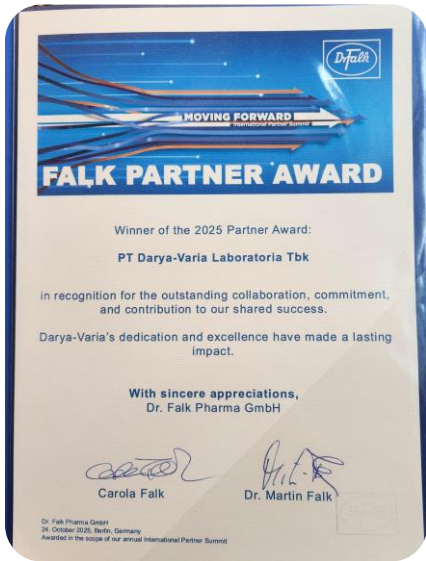 Dr Falk
MOVING FORWARD
International Partner Summit
FALK PARTNER AWARD
Winner of the 2025 Partner Award:
PT Darya-Varia Laboratoria Tbk
in recognition for the outstanding collaboration, commitment,
and contribution to our shared success.
Darya-Varia's dedication and excellence have made a lasting
impact.
With sincere appreciations,
Dr. Falk Pharma GmbH
Carola Falk
Dr. Martin Falk
Dr. Falk Pharma GmbH
24. October 2025, Berlin, Germany
Awarded in the scope of our annual International Partner Summit